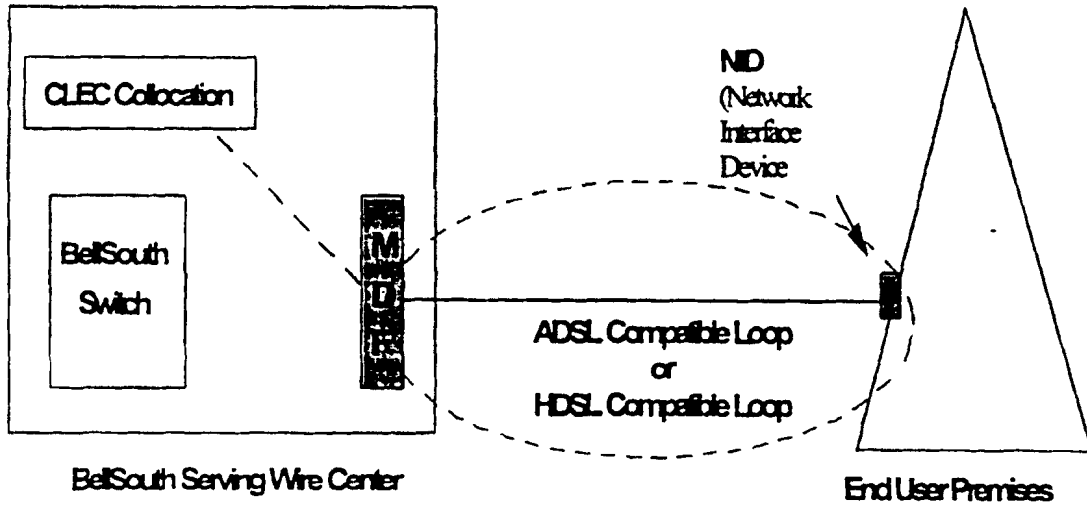 CLEC Collocation
BellSouth
Switch
M
D
F
NID
(Network
Interface
Device
ADSL Compatible Loop
or
HDSL Compatible Loop
BellSouth Serving Wire Center
End User Premises